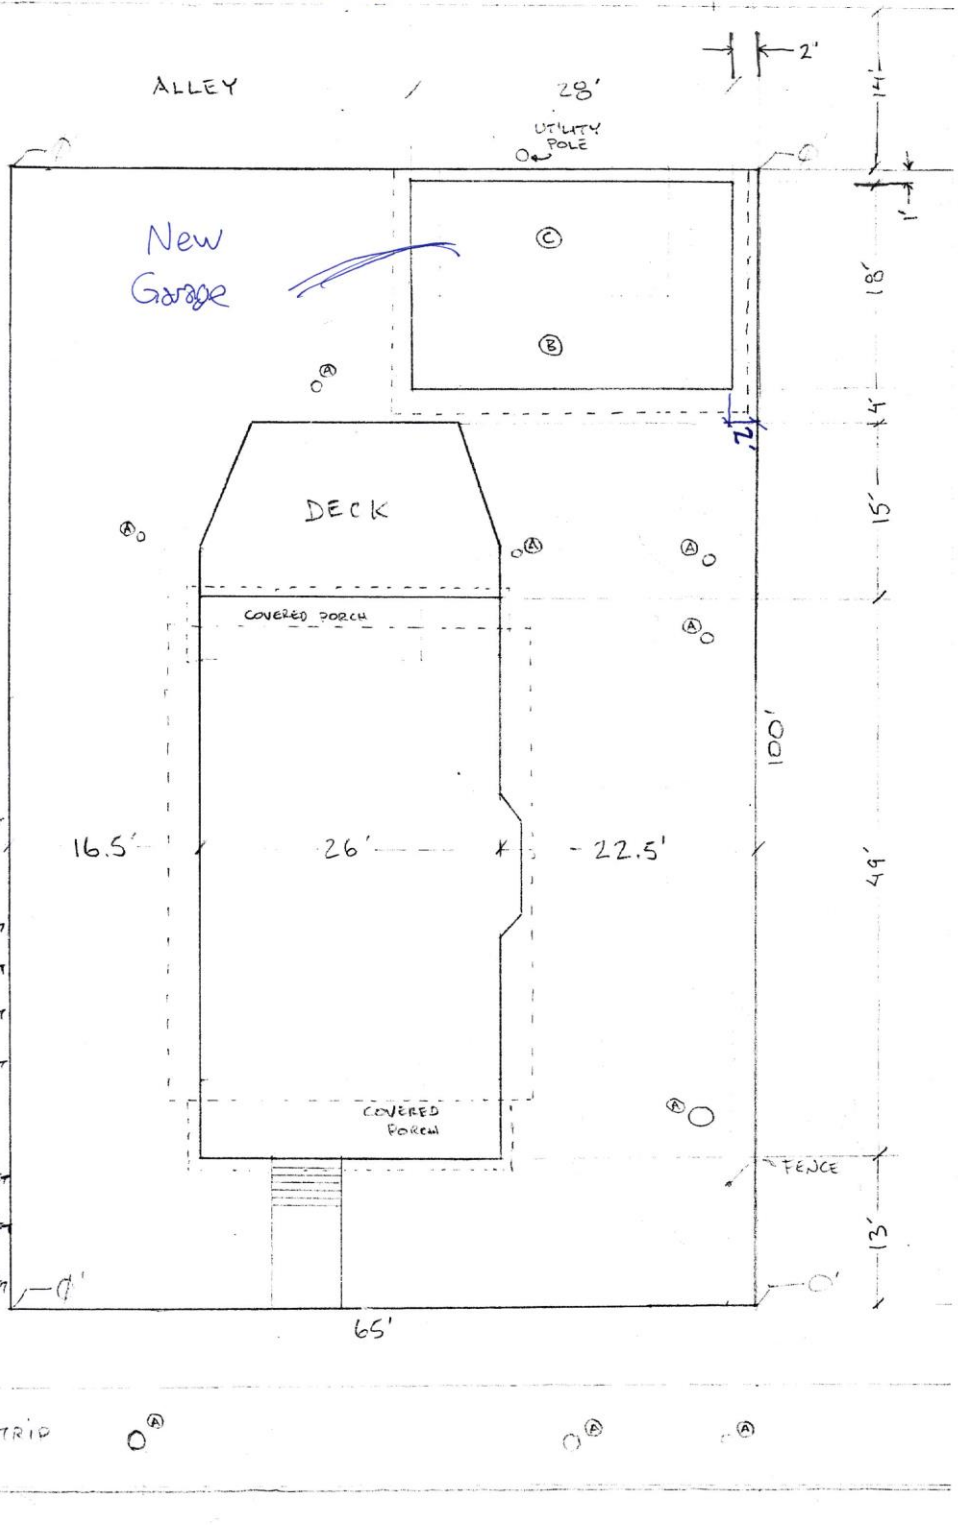 2'
ALLEY
28'
14'
UTILITY
POLE
1'
New
Garage
C
18'
B
A
4'
2'
DECK
15'
A
A
A
COVERED PORCH
A
100'
16.5'
26'
22.5'
49'
A
COVERED
PORCH
FENCE
13'
0'
0'
65'
TRIP
A
A
A